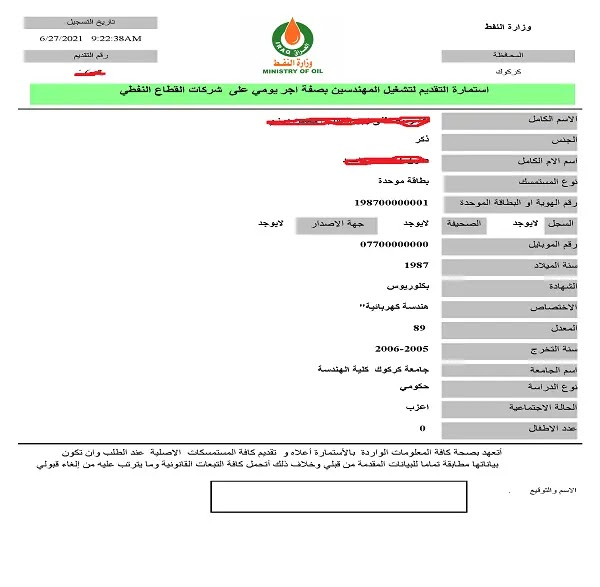 وزارة النفط
المحافظة
كركوك
العراق
IRAQ
وزارة النفط
MINISTRY OF OIL
تاريخ التسجيل
6/27/2021 9:22:38AM
رقم التقديم
استمارة التقديم لتشغيل المهندسين بصفة اجر يومي على شركات القطاع النفطي
الاسم الكامل
الجنس ذكر
اسم الام الكامل
نوع المستمسك بطاقة موحدة
رقم الهوية او البطاقة الموحدة 198700000001
السجل لايوجد الصحيفة لايوجد جهة الاصدار لايوجد
رقم الموبايل 07700000000
سنة الميلاد 1987
الشهادة بكلوريوس
الاختصاص هندسة كهربائية"
المعدل 89
سنة التخرج 2005-2006
اسم الجامعة جامعة كركوك كلية الهندسة
نوع الدراسة حكومي
الحالة الاجتماعية اعزب
عدد الاطفال 0
أتعهد بصحة كافة المعلومات الواردة بالأستمارة أعلاه و تقديم كافة المستمسكات الاصلية عند الطلب وان تكون
بياناتها مطابقة تماما للبيانات المقدمة من قبلي وخلاف ذلك أتحمل كافة التبعات القانونية وما يترتب عليه من إلغاء قبولي
الاسم والتوقيع .